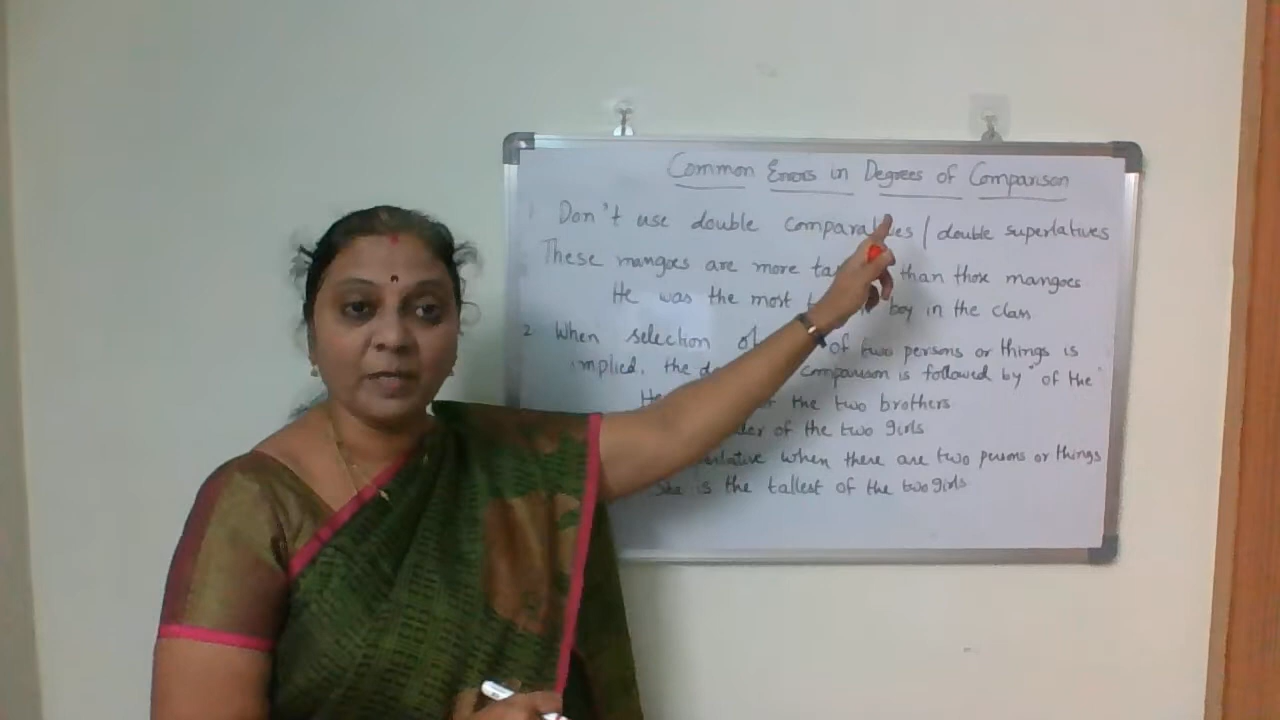 Common Errors in Degrees of Comparison
1 Don't use double comparatives / double superlatives
These mangoes are more than those mangoes
He was the most boy in the class
2 When selection of two persons or things is
implied, the comparison is followed by "of the"
He the two brothers
of the two girls
when there are two persons or things
She is the tallest of the two girls